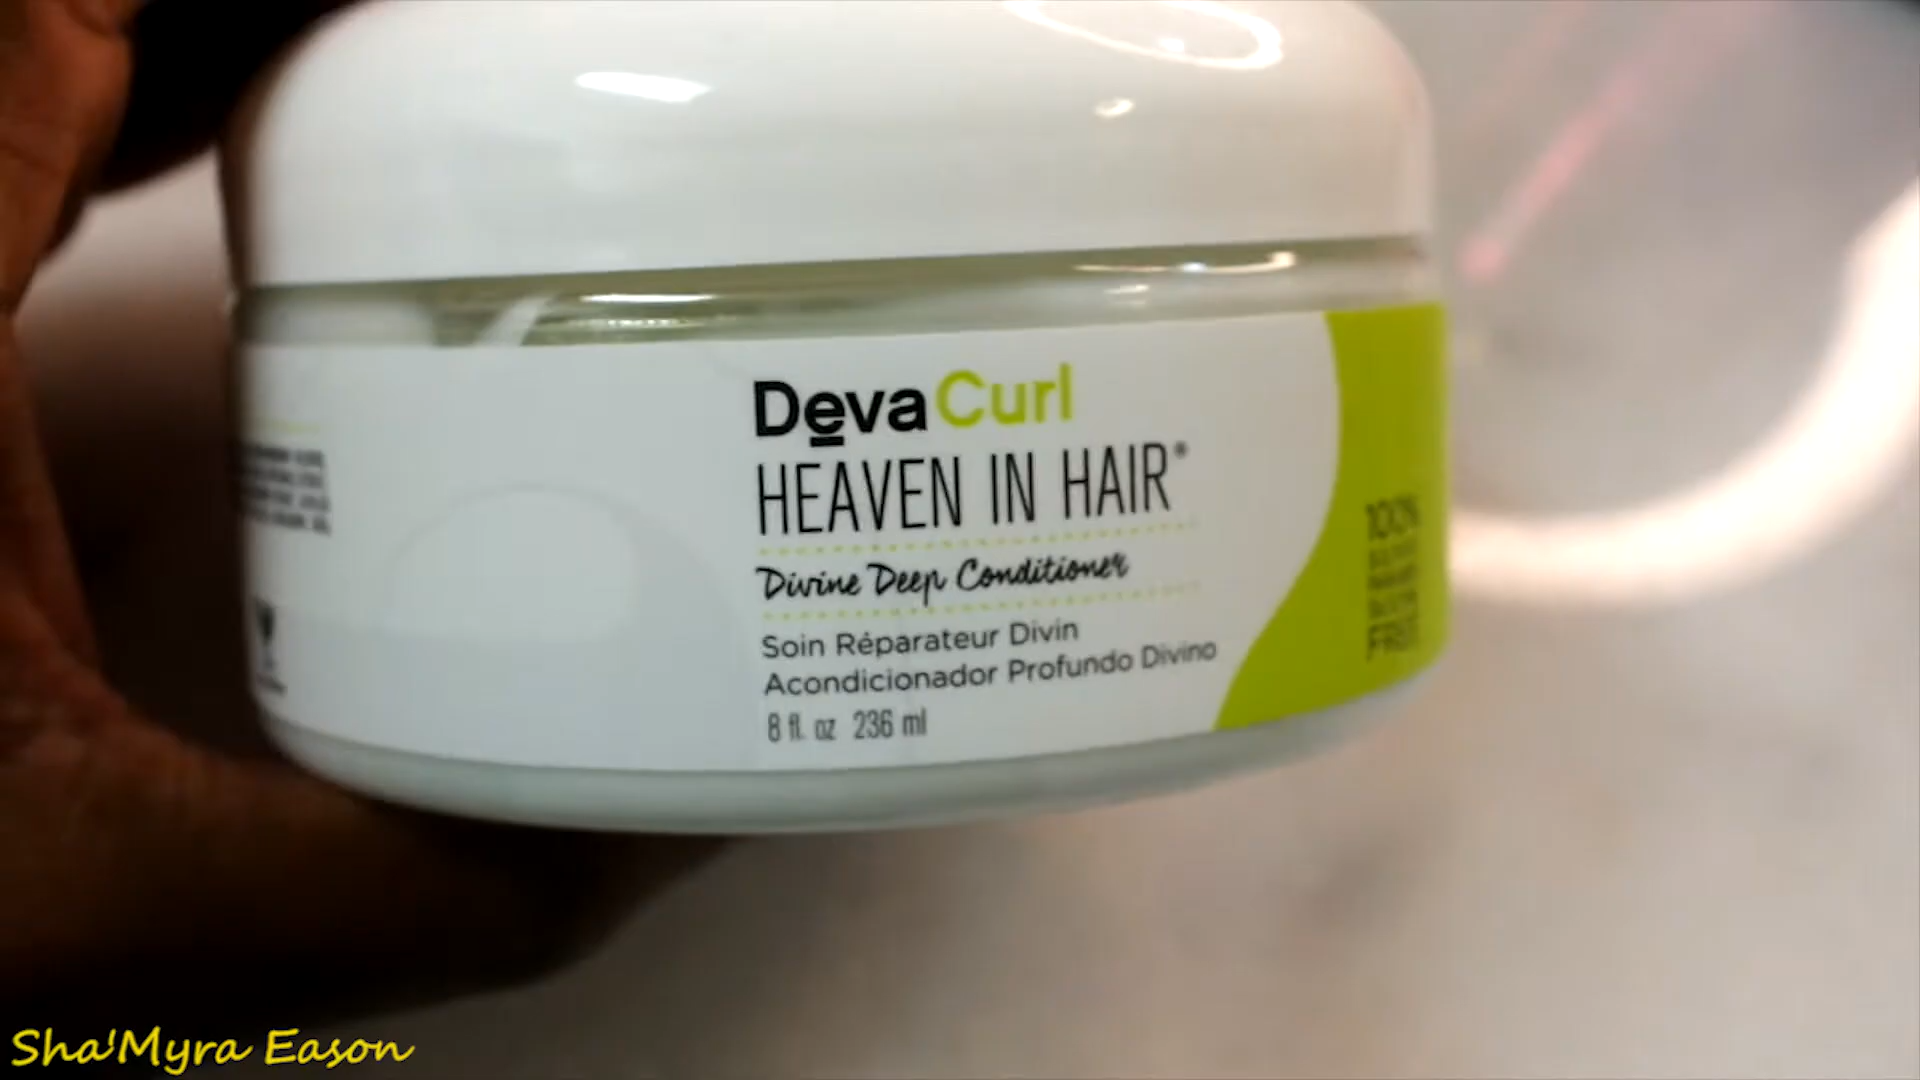 DevaCurl
HEAVEN IN HAIR®
Divine Deep Conditioner
Soin Réparateur Divin
Acondicionador Profundo Divino
8 fl. oz 236 ml
100%
FREE
Sha'Myra Eason